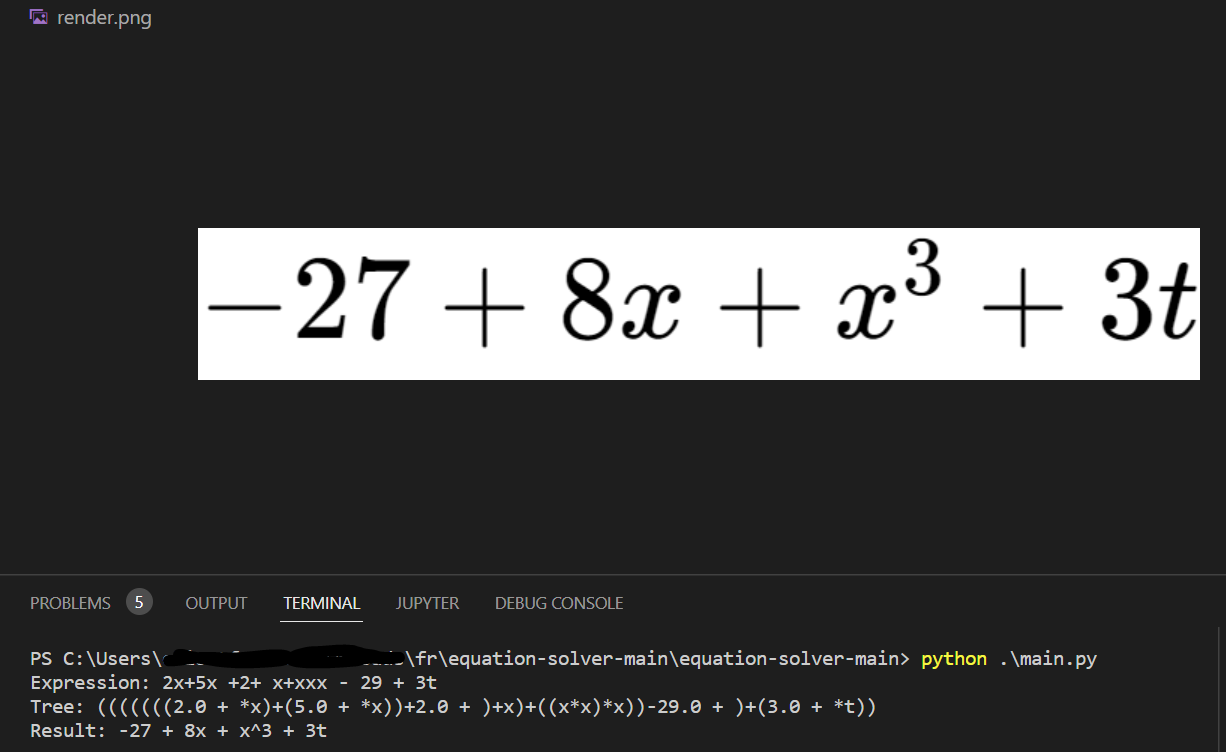 render.png
−27 + 8x + x³ + 3t
PROBLEMS 5 OUTPUT TERMINAL JUPYTER DEBUG CONSOLE
PS C:\Users\ \fr\equation-solver-main\equation-solver-main> python .\main.py
Expression: 2x+5x +2+ x+xxx - 29 + 3t
Tree: (((((((2.0 + *x)+(5.0 + *x))+2.0 + )+x)+((x*x)*x))-29.0 + )+(3.0 + *t))
Result: -27 + 8x + x^3 + 3t